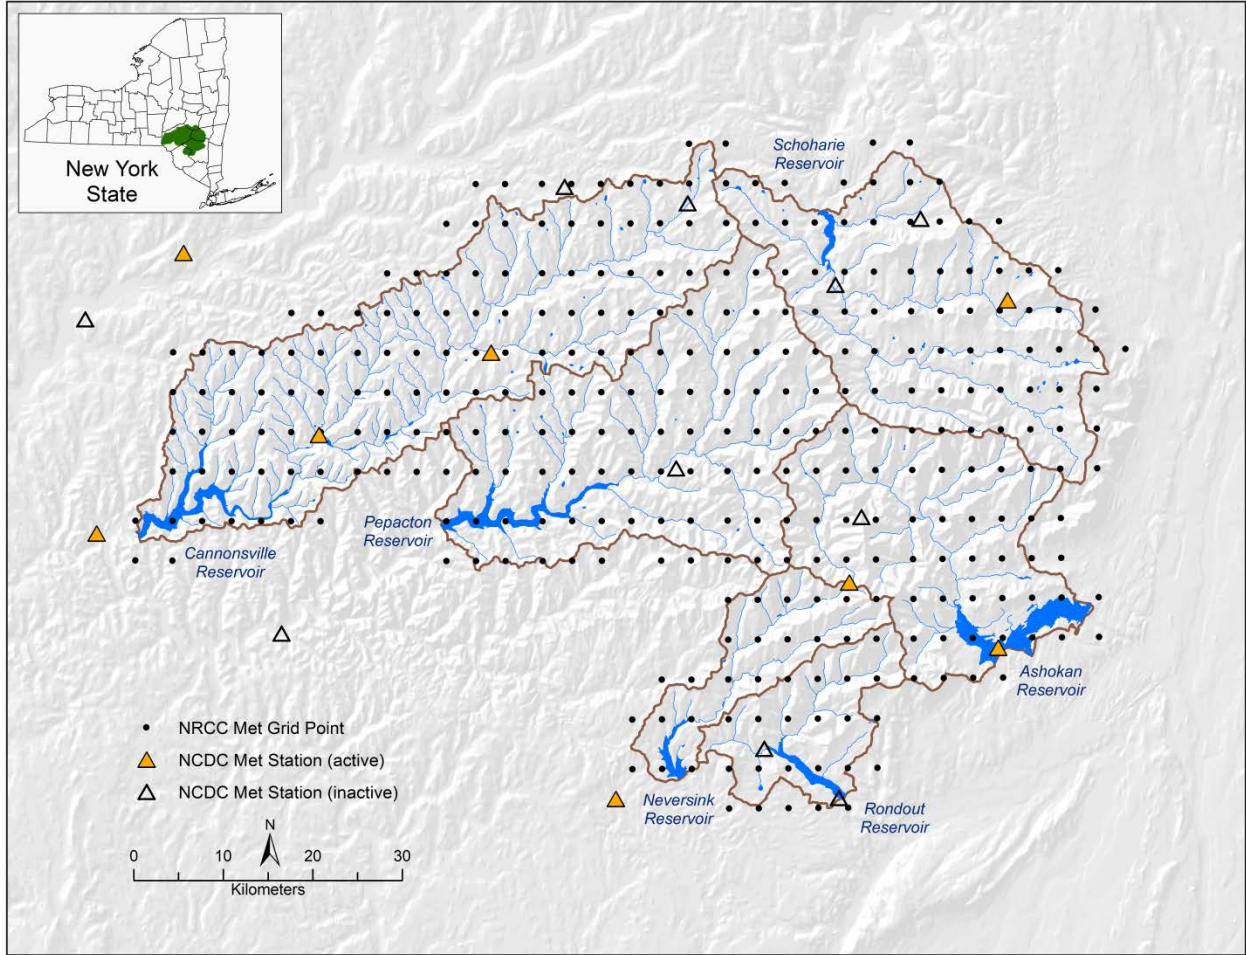 New York
State
Schoharie
Reservoir
Pepacton
Reservoir
Cannonsville
Reservoir
Ashokan
Reservoir
NRCC Met Grid Point
NCDC Met Station (active)
NCDC Met Station (inactive)
Neversink
Reservoir
Rondout
Reservoir
N
0 10 20 30
Kilometers